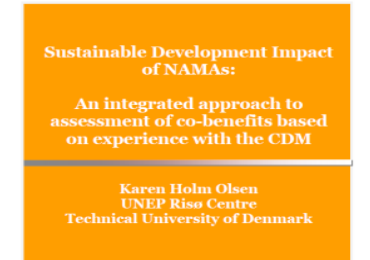 Sustainable Development Impact
of NAMAs:
An integrated approach to
assessment of co-benefits based
on experience with the CDM
Karen Holm Olsen
UNEP Risø Centre
Technical University of Denmark